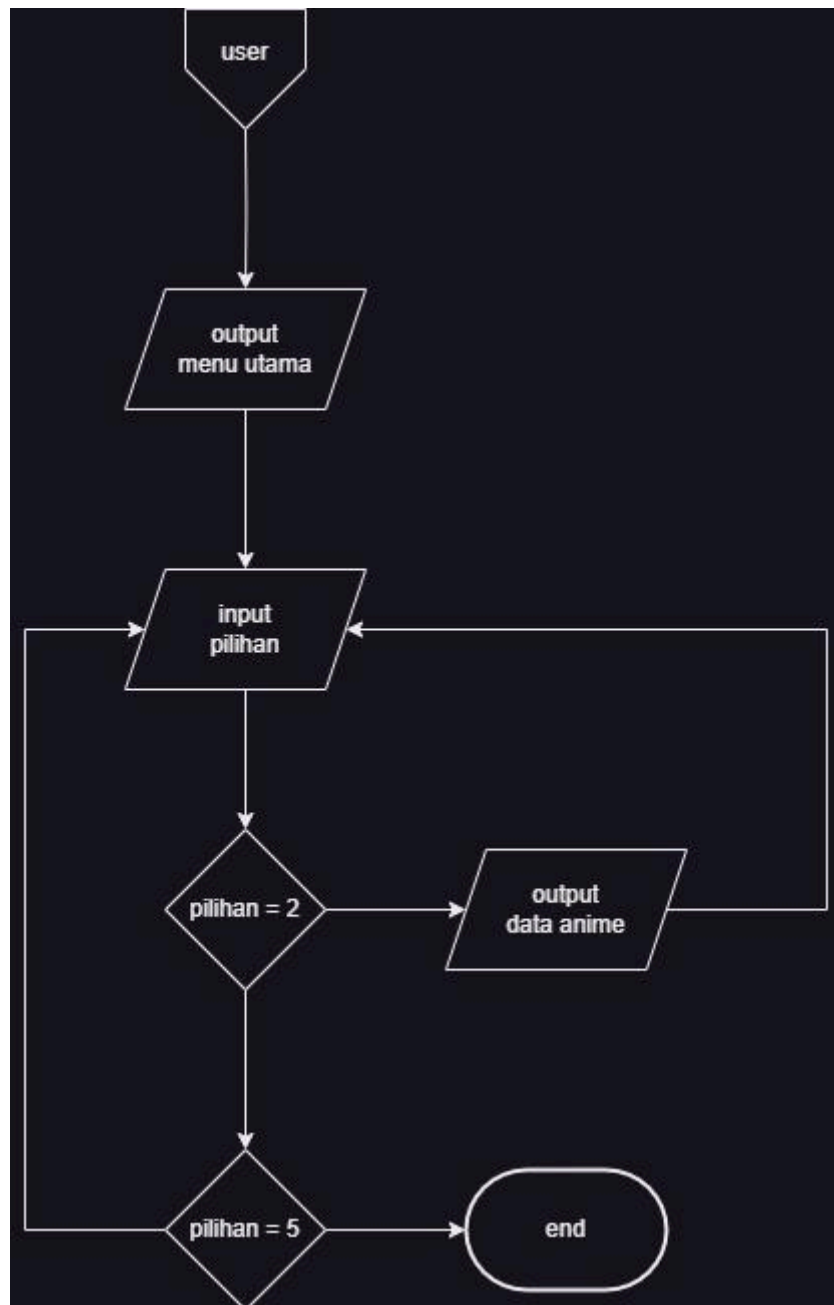 user
output
menu utama
input
pilihan
pilihan = 2
output
data anime
pilihan = 5
end